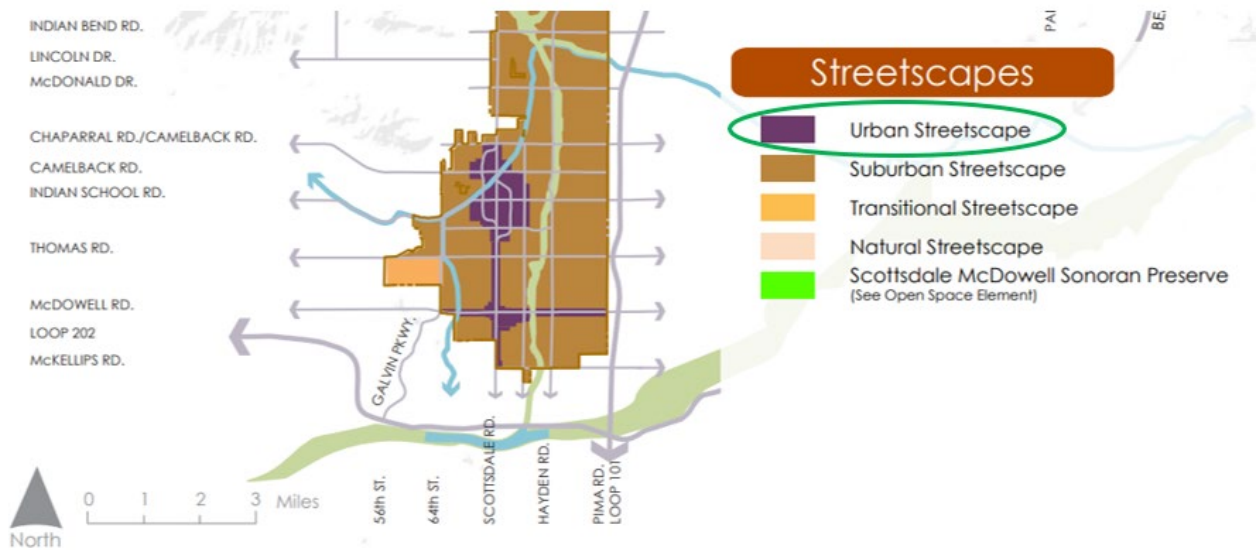 INDIAN BEND RD.
LINCOLN DR.
McDONALD DR.
CHAPARRAL RD./CAMELBACK RD.
CAMELBACK RD.
INDIAN SCHOOL RD.
THOMAS RD.
McDOWELL RD.
LOOP 202
McKELLIPS RD.
GALVIN PKWY.
56th ST.
64th ST.
SCOTTSDALE RD.
HAYDEN RD.
PIMA RD.
LOOP 101
0 1 2 3 Miles
North
Streetscapes
Urban Streetscape
Suburban Streetscape
Transitional Streetscape
Natural Streetscape
Scottsdale McDowell Sonoran Preserve
(See Open Space Element)